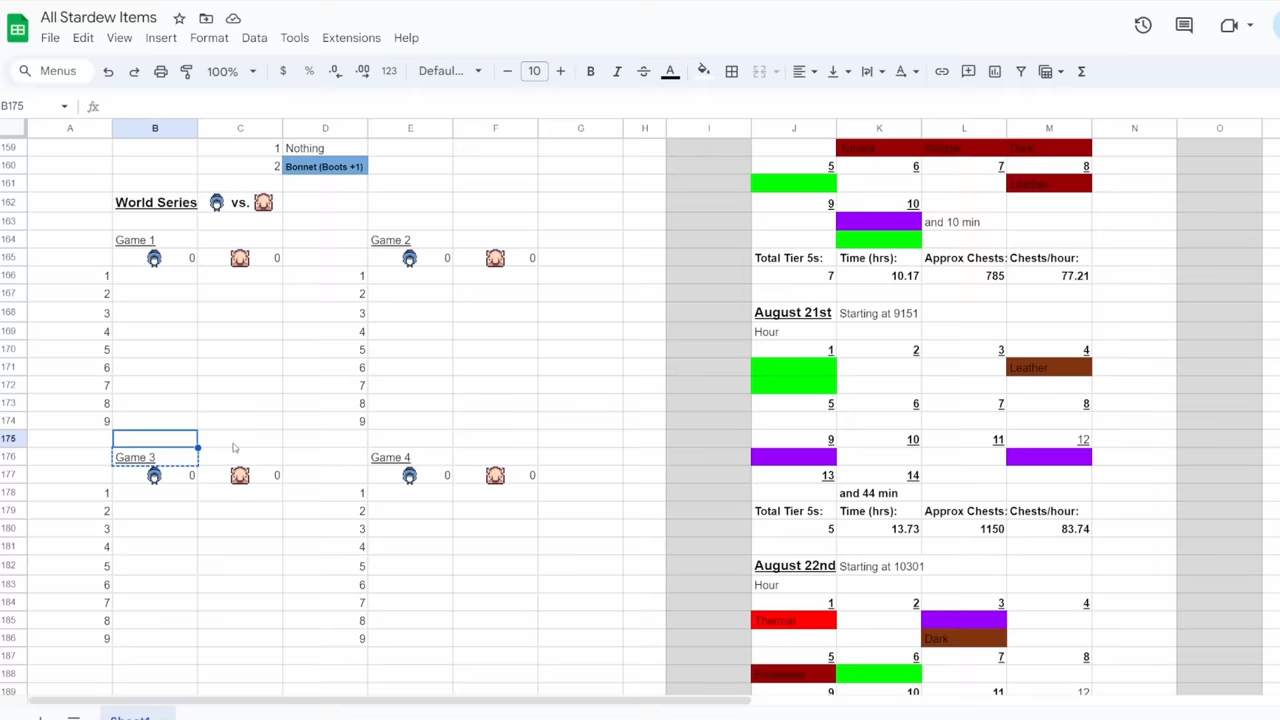 All Stardew Items
File Edit View Insert Format Data Tools Extensions Help
Menus 100% $ % .0 .00 123 Defaul... 10 B I A
B175 fx
A B C D E F G H I J K L M N O
159 1 Nothing Dark
160 2 Bonnet (Boots +1) 5 6 7 8
161
162 World Series vs. 9 10
163 and 10 min
164 Game 1 Game 2
165 0 0 0 0 Total Tier 5s: Time (hrs): Approx Chests: Chests/hour:
166 1 1 7 10.17 785 77.21
167 2 2
168 3 3 August 21st Starting at 9151
169 4 4 Hour
170 5 5 1 2 3 4
171 6 6 Leather
172 7 7
173 8 8 5 6 7 8
174 9 9
175 9 10 11 12
176 Game 3 Game 4
177 0 0 0 0 13 14
178 1 1 and 44 min
179 2 2 Total Tier 5s: Time (hrs): Approx Chests: Chests/hour:
180 3 3 5 13.73 1150 83.74
181 4 4
182 5 5 August 22nd Starting at 10301
183 6 6 Hour
184 7 7 1 2 3 4
185 8 8 Thermal
186 9 9 Dark
187 5 6 7 8
188
189 9 10 11 12
Sheet1